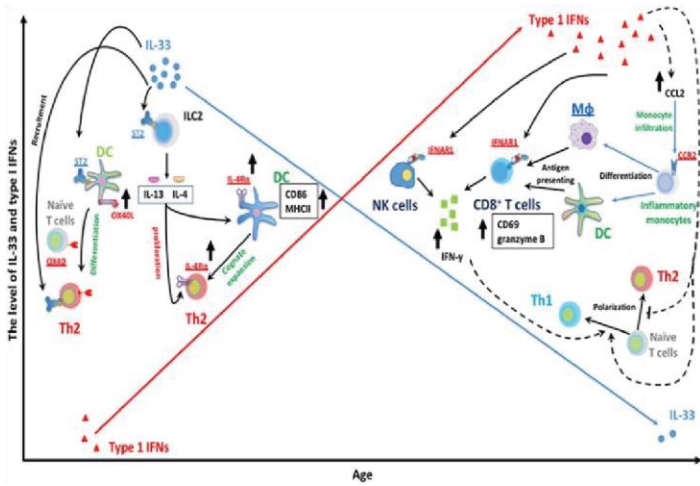 The level of IL-33 and type I IFNs
IL-33
Recruitment
ST2
ILC2
ST2
DC
OX40L
Naïve
T cells
OX40
Differentiation
Th2
IL-13
IL-4
proliferation
IL-4Rα
DC
CD86
MHCII
IL-4Rα
Cognate
expansion
Th2
Type 1 IFNs
Type 1 IFNs
CCL2
Monocyte
infiltration
CCR2
Inflammatory
monocytes
Differentiation
Mϕ
Antigen
presenting
DC
IFNAR1
NK cells
IFNAR1
CD8+ T cells
CD69
granzyme B
IFN-γ
Th1
Th2
Polarization
Naïve
T cells
IL-33
Age